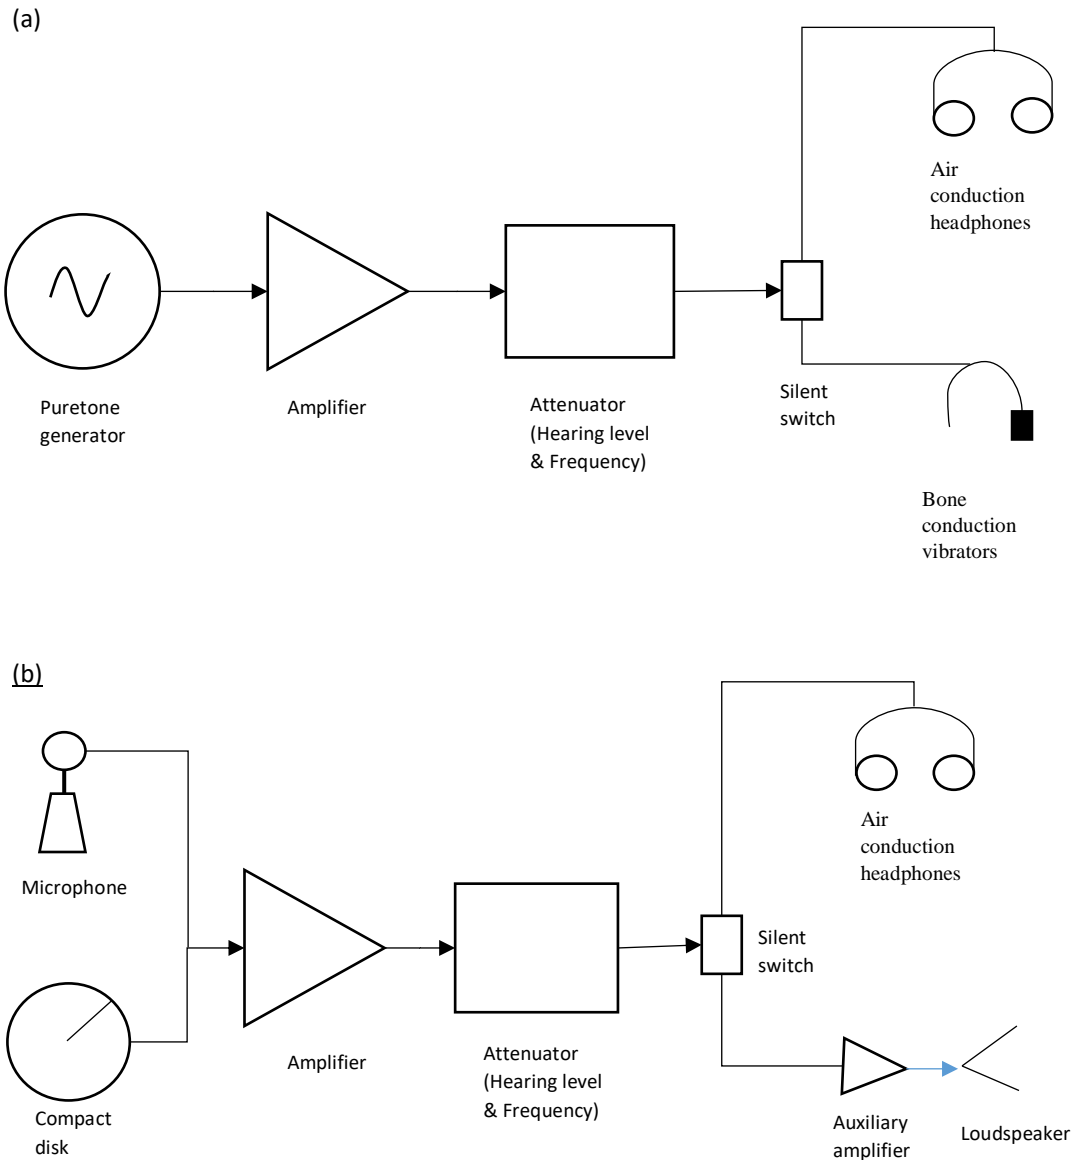 (a)
Air
conduction
headphones
Puretone
generator
Amplifier
Attenuator
(Hearing level
& Frequency)
Silent
switch
Bone
conduction
vibrators
(b)
Microphone
Air
conduction
headphones
Silent
switch
Compact
disk
Amplifier
Attenuator
(Hearing level
& Frequency)
Auxiliary
amplifier
Loudspeaker